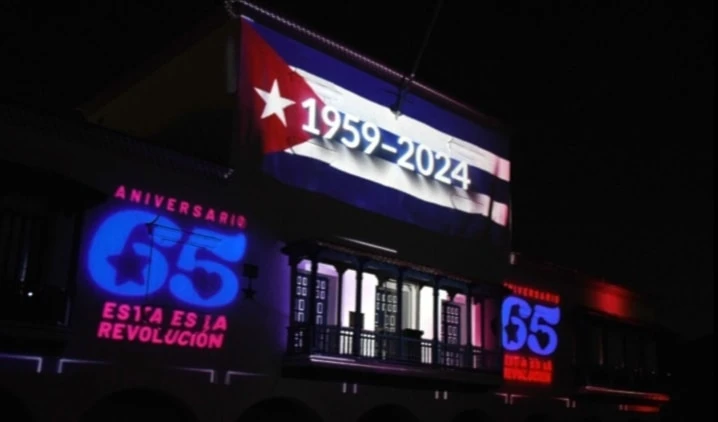 1959-2024
ANIVERSARIO
65
ESTA ES LA
REVOLUCIÓN
ANIVERSARIO
65
ESTA ES LA
REVOLUCIÓN